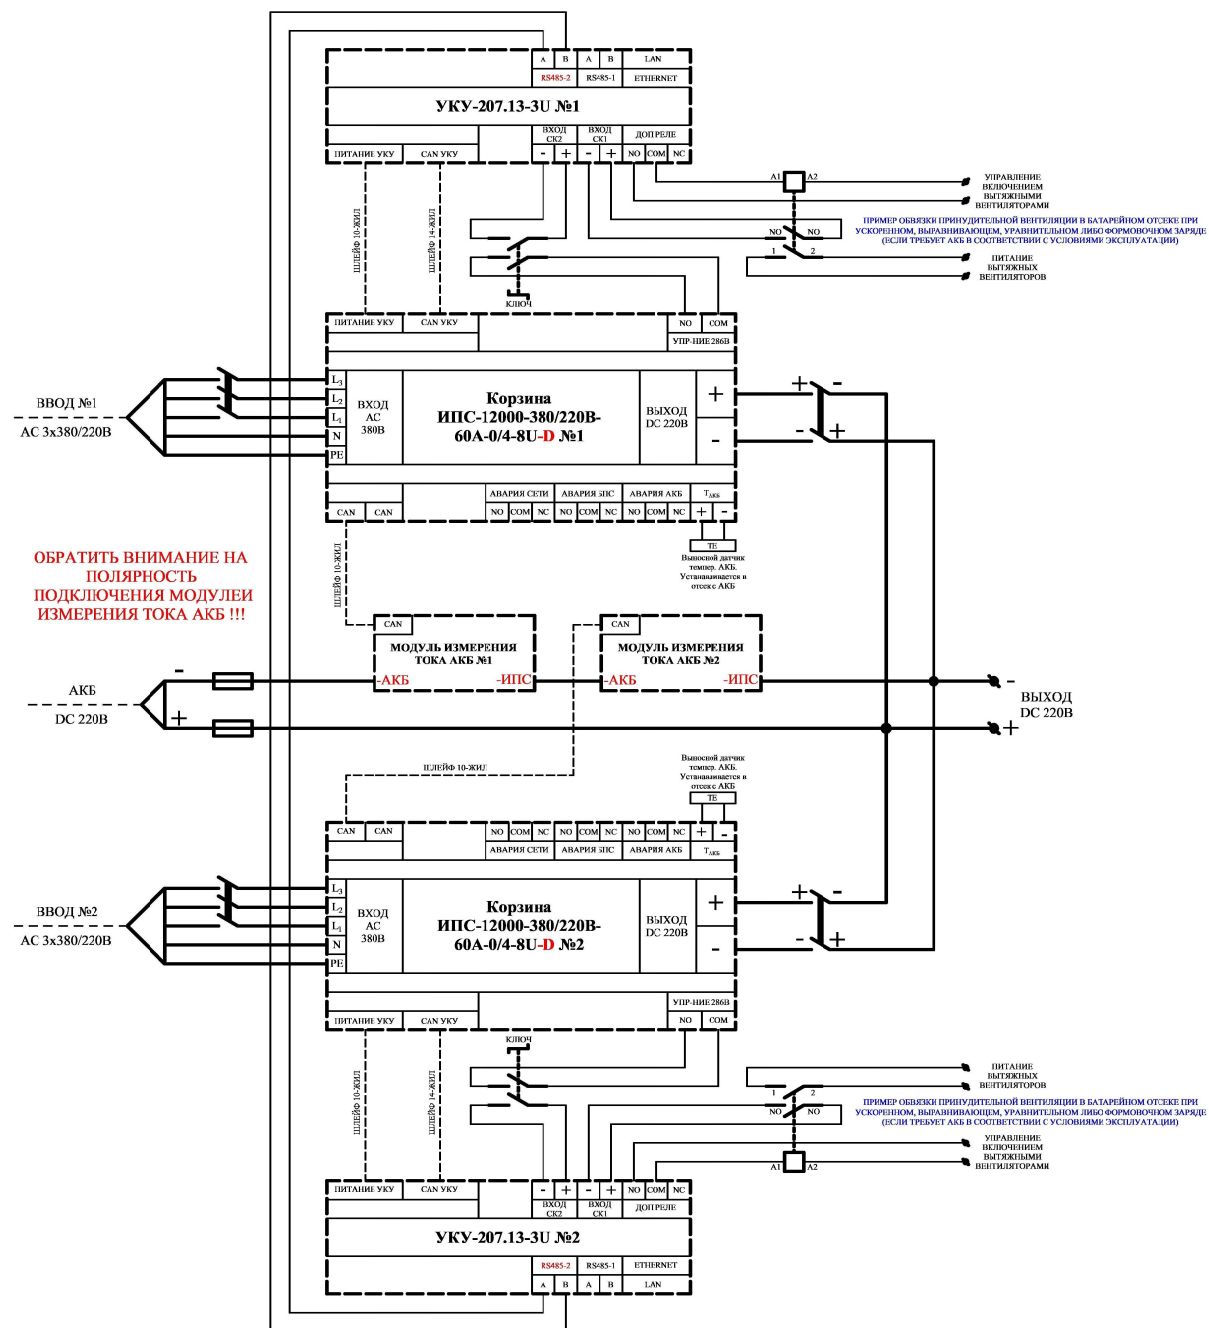 A B A B LAN
RS485-2 RS485-1 ETHERNET
УКУ-207.13-3U №1
ВХОД СК2 ВХОД СК1 ДОП РЕЛЕ
ПИТАНИЕ УКУ CAN УКУ - + - + NO COM NC
ШЛЕЙФ 10-ЖИЛ
ШЛЕЙФ 14-ЖИЛ
A1 A2
УПРАВЛЕНИЕ
ВКЛЮЧЕНИЕМ
ВЫТЯЖНЫМИ
ВЕНТИЛЯТОРАМИ
ПРИМЕР ОБВЯЗКИ ПРИНУДИТЕЛЬНОЙ ВЕНТИЛЯЦИИ В БАТАРЕЙНОМ ОТСЕКЕ ПРИ
УСКОРЕННОМ, ВЫРАВНИВАЮЩЕМ, УРАВНИТЕЛЬНОМ ЛИБО ФОРМОВОЧНОМ ЗАРЯДЕ
(ЕСЛИ ТРЕБУЕТ АКБ В СООТВЕТСТВИИ С УСЛОВИЯМИ ЭКСПЛУАТАЦИИ)
NO NO
1 2
ПИТАНИЕ
ВЫТЯЖНЫХ
ВЕНТИЛЯТОРОВ
КЛЮЧ
ПИТАНИЕ УКУ CAN УКУ NO COM
УПР-НИЕ 286В
ВВОД №1
AC 3x380/220В
L3
L2
L1
N
PE
ВХОД
AC
380В
Корзина
ИПС-12000-380/220В-
60А-0/4-8U-D №1
ВЫХОД
DC 220В
+
-
+ -
- +
АВАРИЯ СЕТИ АВАРИЯ БПС АВАРИЯ АКБ TАКБ
CAN CAN NO COM NC NO COM NC NO COM NC + -
TE
Выносной датчик
темпер. АКБ.
Устанавливается в
отсеке АКБ
ШЛЕЙФ 10-ЖИЛ
ОБРАТИТЬ ВНИМАНИЕ НА
ПОЛЯРНОСТЬ
ПОДКЛЮЧЕНИЯ МОДУЛЕЙ
ИЗМЕРЕНИЯ ТОКА АКБ !!!
CAN
МОДУЛЬ ИЗМЕРЕНИЯ
ТОКА АКБ №1
-АКБ -ИПС
CAN
МОДУЛЬ ИЗМЕРЕНИЯ
ТОКА АКБ №2
-АКБ -ИПС
АКБ
DC 220В
-
+
-
ВЫХОД
DC 220В
+
ШЛЕЙФ 10-ЖИЛ
Выносной датчик
темпер. АКБ.
Устанавливается в
отсеке АКБ
TE
CAN CAN NO COM NC NO COM NC NO COM NC + -
АВАРИЯ СЕТИ АВАРИЯ БПС АВАРИЯ АКБ TАКБ
ВВОД №2
AC 3x380/220В
L3
L2
L1
N
PE
ВХОД
AC
380В
Корзина
ИПС-12000-380/220В-
60А-0/4-8U-D №2
ВЫХОД
DC 220В
+
-
+ -
- +
УПР-НИЕ 286В
ПИТАНИЕ УКУ CAN УКУ NO COM
КЛЮЧ
ШЛЕЙФ 10-ЖИЛ
ШЛЕЙФ 14-ЖИЛ
ПИТАНИЕ
ВЫТЯЖНЫХ
ВЕНТИЛЯТОРОВ
1 2
NO NO
ПРИМЕР ОБВЯЗКИ ПРИНУДИТЕЛЬНОЙ ВЕНТИЛЯЦИИ В БАТАРЕЙНОМ ОТСЕКЕ ПРИ
УСКОРЕННОМ, ВЫРАВНИВАЮЩЕМ, УРАВНИТЕЛЬНОМ ЛИБО ФОРМОВОЧНОМ ЗАРЯДЕ
(ЕСЛИ ТРЕБУЕТ АКБ В СООТВЕТСТВИИ С УСЛОВИЯМИ ЭКСПЛУАТАЦИИ)
УПРАВЛЕНИЕ
ВКЛЮЧЕНИЕМ
ВЫТЯЖНЫМИ
ВЕНТИЛЯТОРАМИ
A1 A2
ПИТАНИЕ УКУ CAN УКУ - + - + NO COM NC
ВХОД СК2 ВХОД СК1 ДОП РЕЛЕ
УКУ-207.13-3U №2
RS485-2 RS485-1 ETHERNET
A B A B LAN